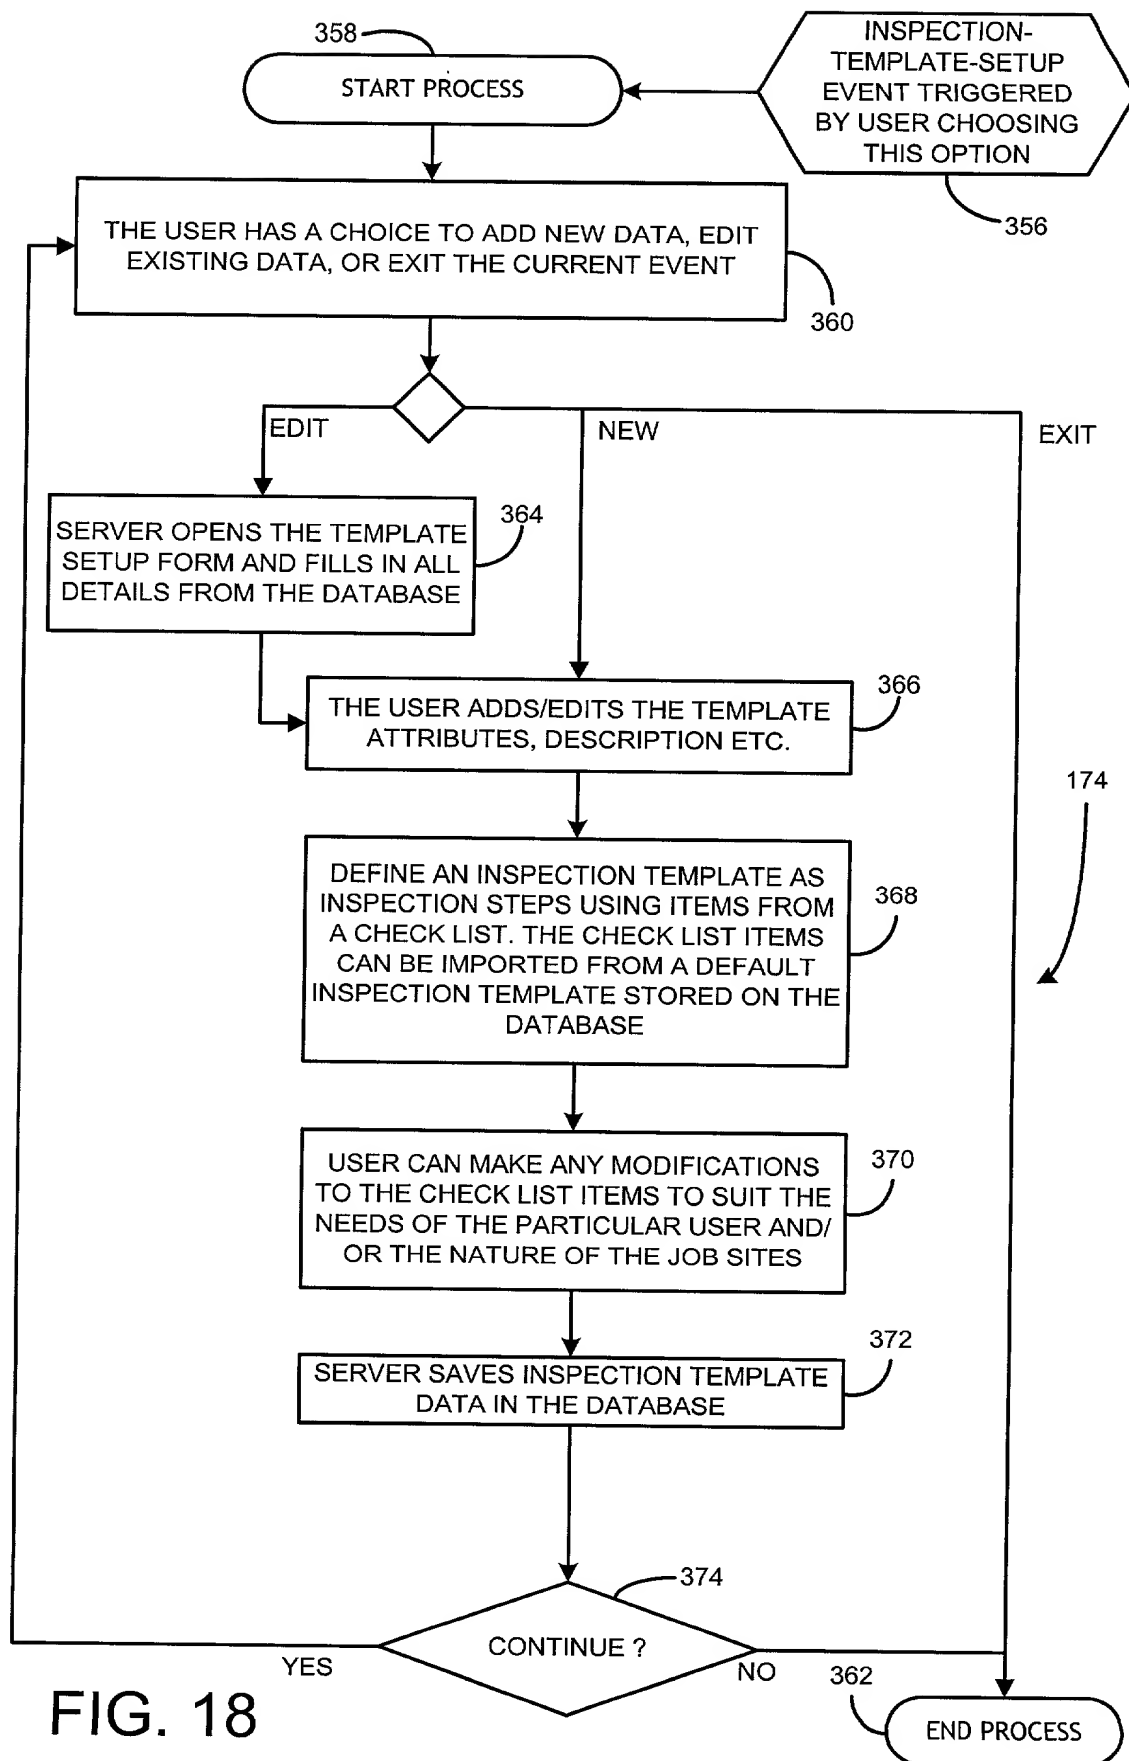 358
START PROCESS
INSPECTION-
TEMPLATE-SETUP
EVENT TRIGGERED
BY USER CHOOSING
THIS OPTION
356
THE USER HAS A CHOICE TO ADD NEW DATA, EDIT
EXISTING DATA, OR EXIT THE CURRENT EVENT
360
EDIT
NEW
EXIT
SERVER OPENS THE TEMPLATE
SETUP FORM AND FILLS IN ALL
DETAILS FROM THE DATABASE
364
THE USER ADDS/EDITS THE TEMPLATE
ATTRIBUTES, DESCRIPTION ETC.
366
174
DEFINE AN INSPECTION TEMPLATE AS
INSPECTION STEPS USING ITEMS FROM
A CHECK LIST. THE CHECK LIST ITEMS
CAN BE IMPORTED FROM A DEFAULT
INSPECTION TEMPLATE STORED ON THE
DATABASE
368
USER CAN MAKE ANY MODIFICATIONS
TO THE CHECK LIST ITEMS TO SUIT THE
NEEDS OF THE PARTICULAR USER AND/
OR THE NATURE OF THE JOB SITES
370
SERVER SAVES INSPECTION TEMPLATE
DATA IN THE DATABASE
372
374
CONTINUE ?
YES
NO
362
END PROCESS
FIG. 18